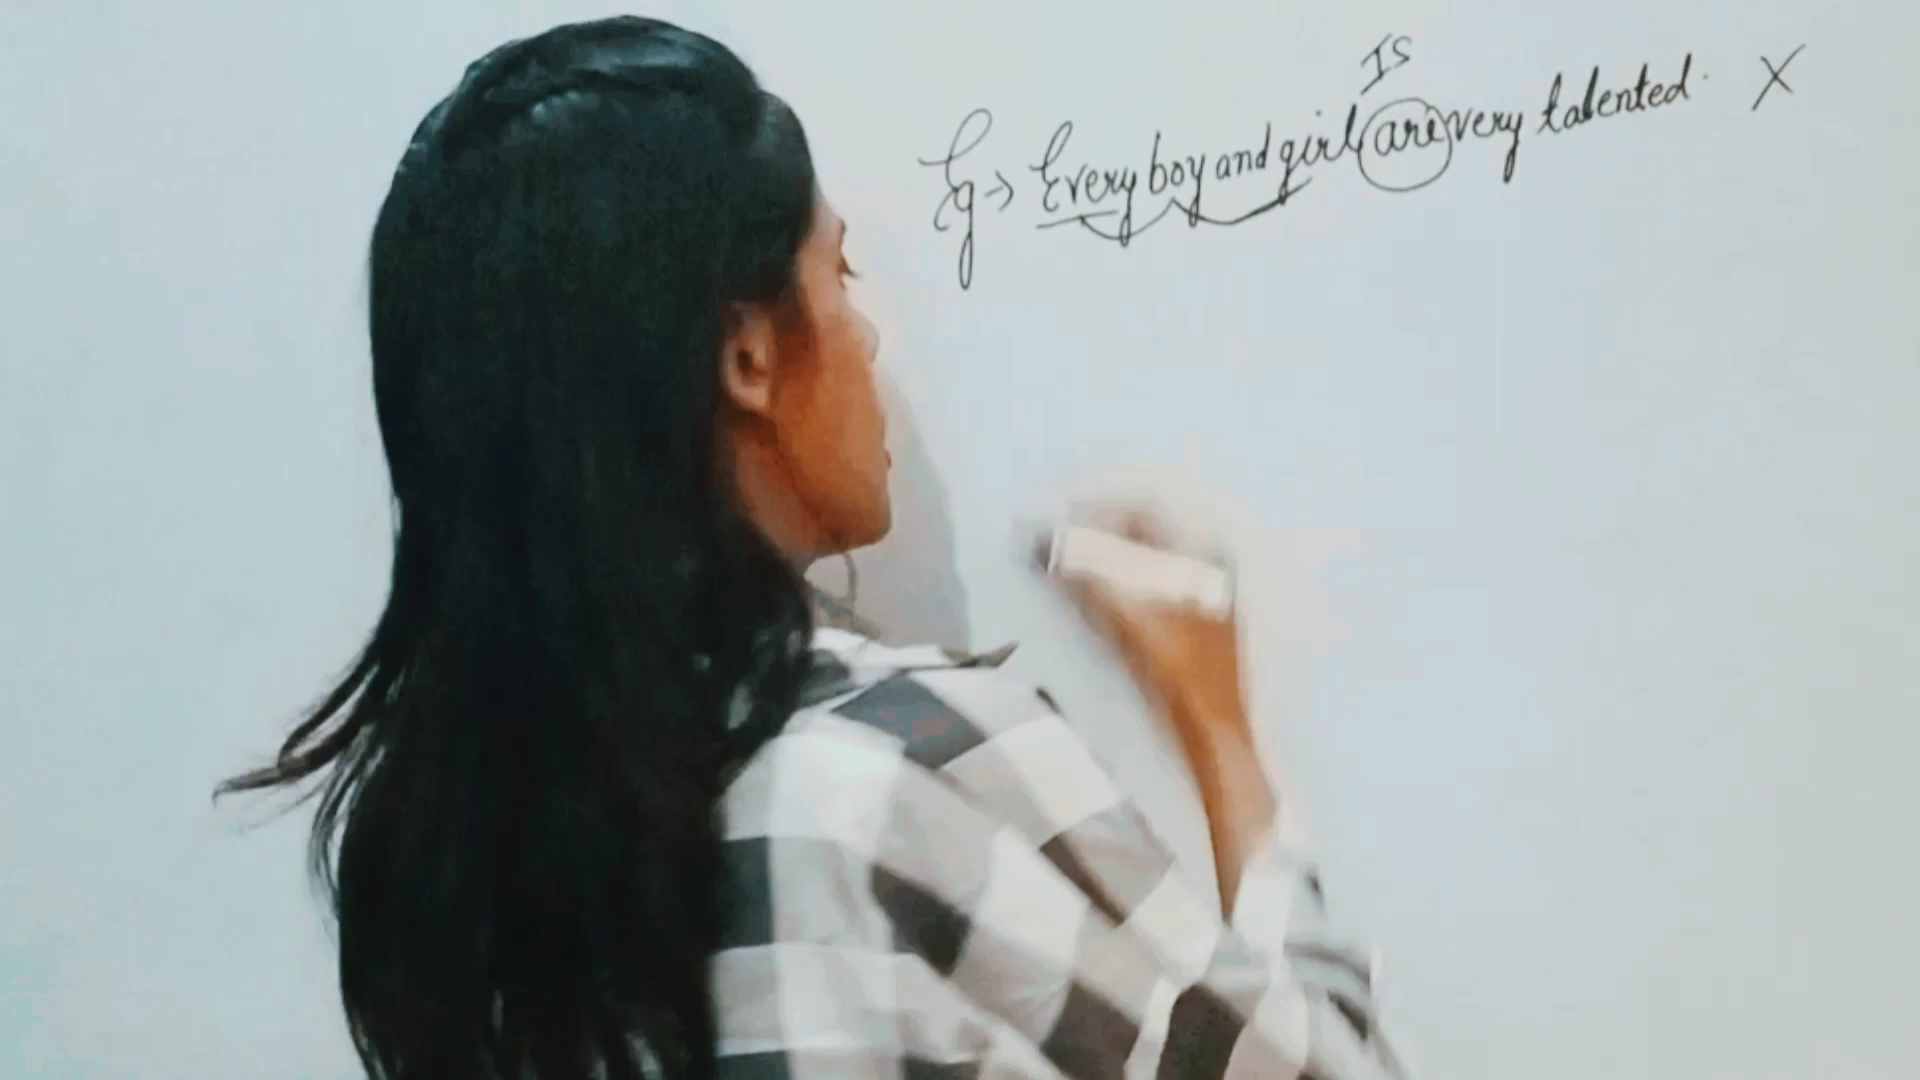 IS
Eg → Every boy and girl are very talented. X